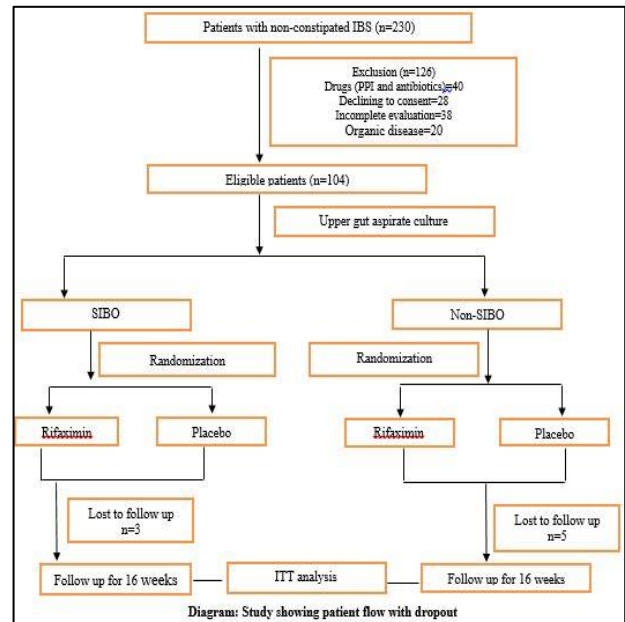 Patients with non-constipated IBS (n=230)
Exclusion (n=126)
Drugs (PPI and antibiotics)=40
Declining to consent=28
Incomplete evaluation=38
Organic disease=20
Eligible patients (n=104)
Upper gut aspirate culture
SIBO
Non-SIBO
Randomization
Randomization
Rifaximin
Placebo
Rifaximin
Placebo
Lost to follow up
n=3
Lost to follow up
n=5
Follow up for 16 weeks
ITT analysis
Follow up for 16 weeks
Diagram: Study showing patient flow with dropout